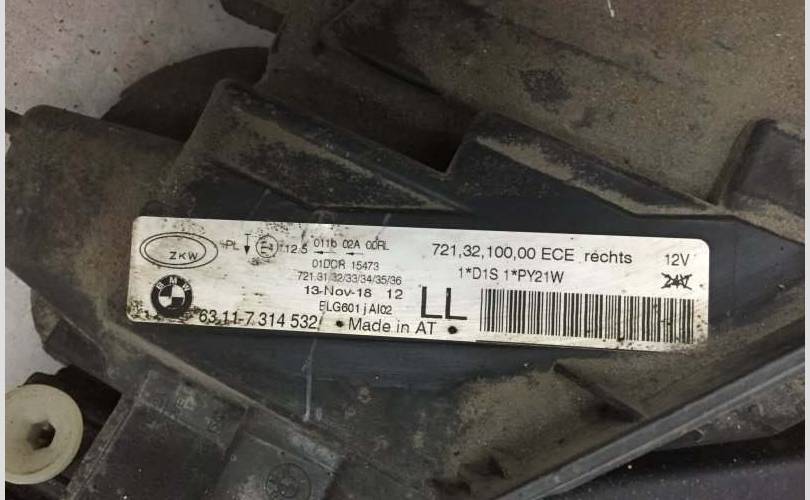 ZKW
PL E4 12.5 011b 02A 00RL
01DCR 15473
721.31/32/33/34/35/36
13-Nov-18 12
ELG601 j AI02
BMW
63.11-7 314 532
• Made in AT •
LL
721,32,100,00 ECE rechts 12V
1*D1S 1*PY21W 24V